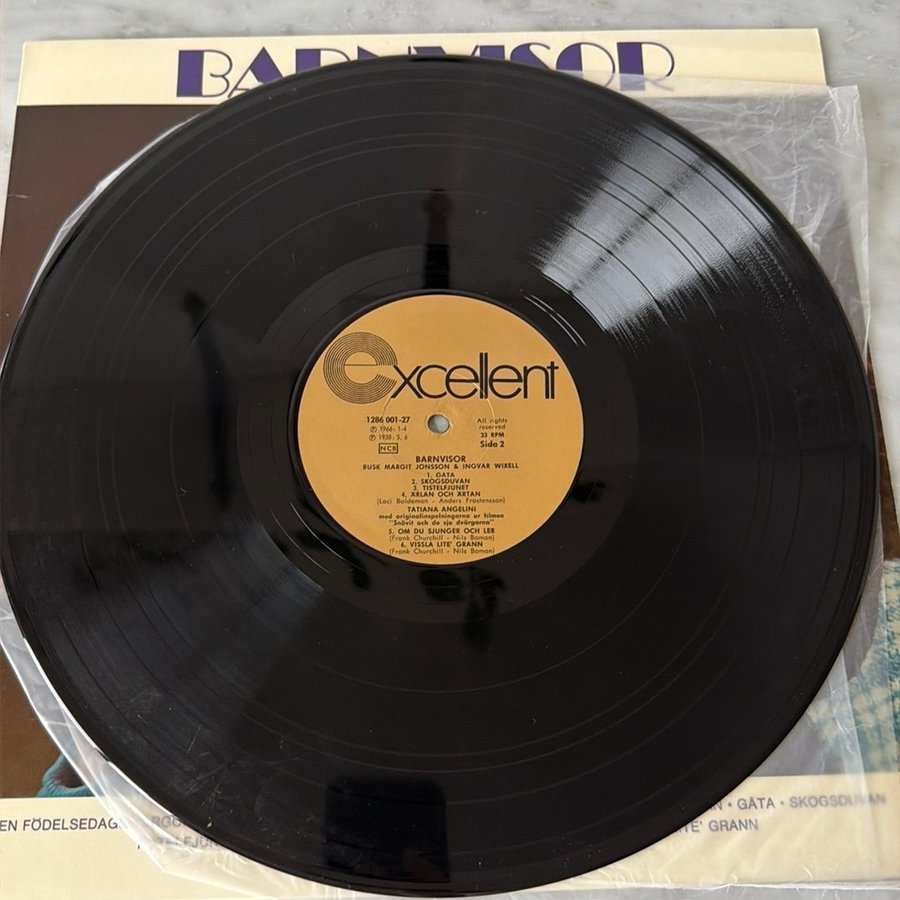 BARNVISOR
excellent
1286 001-27
Ⓟ 1966: 1-4
Ⓟ 1938: 5, 6
NCB
All rights
reserved
33 RPM
Sida 2
BARNVISOR
BUSK MARGIT JONSSON & INGVAR WIXELL
1. GÅTA
2. SKOGSDUVAN
3. TISTELFJUNET
4. ÄRLAN OCH ÄRTAN
(Laci Boldemon - Anders Frostensson)
TATIANA ANGELINI
med originalinspelningarna ur filmen
"Snövit och de sju dvärgarna"
5. OM DU SJUNGER OCH LER
(Frank Churchill - Nils Boman)
6. VISSLA LITE' GRANN
(Frank Churchill - Nils Boman)
EN FÖDELSEDAG • GÅTA • SKOGSDUVAN
GRANN